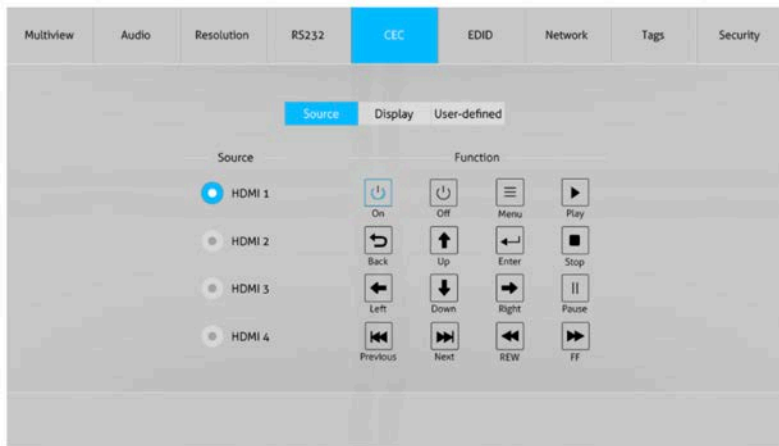 Multiview Audio Resolution RS232 CEC EDID Network Tags Security
Source Display User-defined
Source Function
HDMI 1
On Off Menu Play
HDMI 2
Back Up Enter Stop
HDMI 3
Left Down Right Pause
HDMI 4
Previous Next REW FF